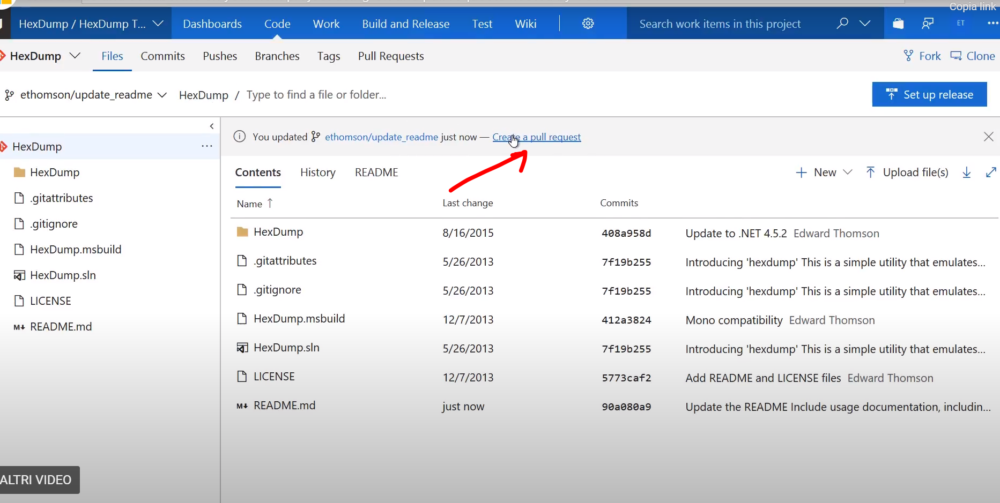 Copia link
HexDump / HexDump T... Dashboards Code Work Build and Release Test Wiki Search work items in this project ET
HexDump Files Commits Pushes Branches Tags Pull Requests Fork Clone
ethomson/update_readme HexDump / Type to find a file or folder... Set up release
You updated ethomson/update_readme just now — Create a pull request
HexDump ...
HexDump
.gitattributes
.gitignore
HexDump.msbuild
HexDump.sln
LICENSE
M↓ README.md
Contents History README + New Upload file(s)
Name ↑ Last change Commits
HexDump 8/16/2015 408a958d Update to .NET 4.5.2 Edward Thomson
.gitattributes 5/26/2013 7f19b255 Introducing 'hexdump' This is a simple utility that emulates...
.gitignore 5/26/2013 7f19b255 Introducing 'hexdump' This is a simple utility that emulates...
HexDump.msbuild 12/7/2013 412a3824 Mono compatibility Edward Thomson
HexDump.sln 5/26/2013 7f19b255 Introducing 'hexdump' This is a simple utility that emulates...
LICENSE 12/7/2013 5773caf2 Add README and LICENSE files Edward Thomson
M↓ README.md just now 90a080a9 Update the README Include usage documentation, includin...
ALTRI VIDEO